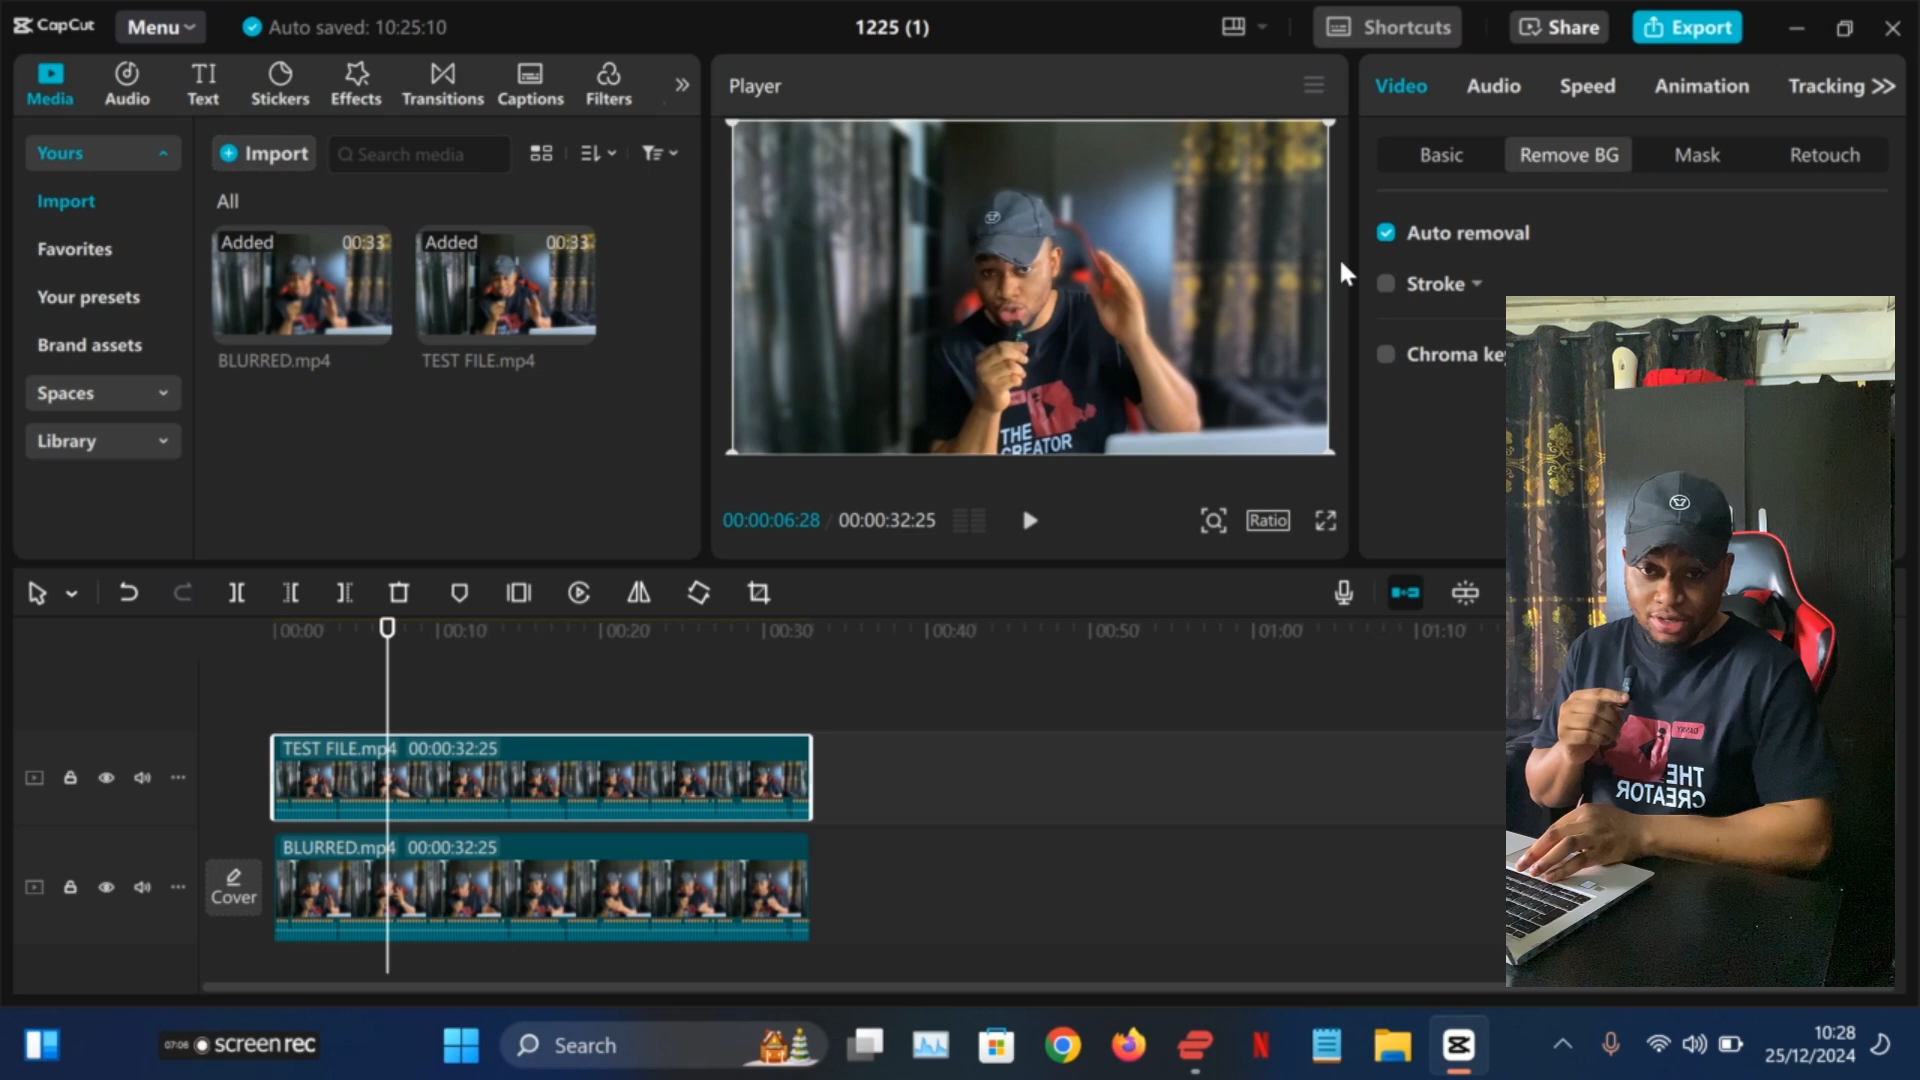 CapCut
Menu
Auto saved: 10:25:10
1225 (1)
Shortcuts
Share
Export
Media
Audio
Text
Stickers
Effects
Transitions
Captions
Filters
Player
Video
Audio
Speed
Animation
Tracking
Yours
Import
Search media
Basic
Remove BG
Mask
Retouch
Import
All
Favorites
Your presets
Brand assets
Spaces
Library
Added
00:33
Added
00:33
BLURRED.mp4
TEST FILE.mp4
THE
CREATOR
Auto removal
Stroke
Chroma key
00:00:06:28 / 00:00:32:25
Ratio
00:00
00:10
00:20
00:30
00:40
00:50
01:00
01:10
TEST FILE.mp4 00:00:32:25
BLURRED.mp4 00:00:32:25
Cover
THE
CREATOR
07:06
screen rec
Search
10:28
25/12/2024